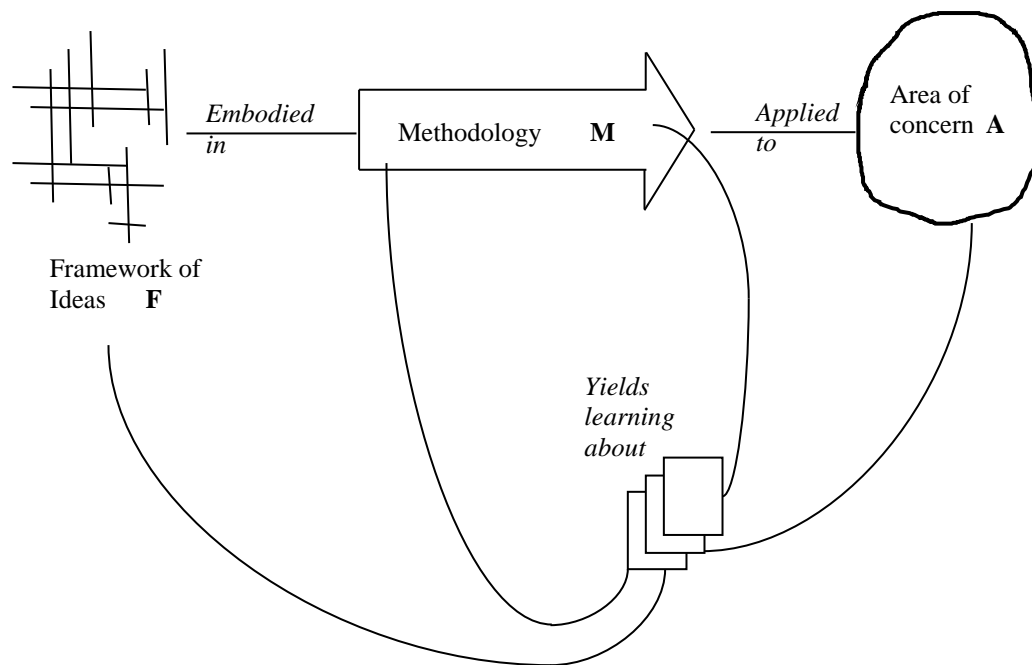 Embodied
in
Methodology M
Applied
to
Area of
concern A
Framework of
Ideas F
Yields
learning
about